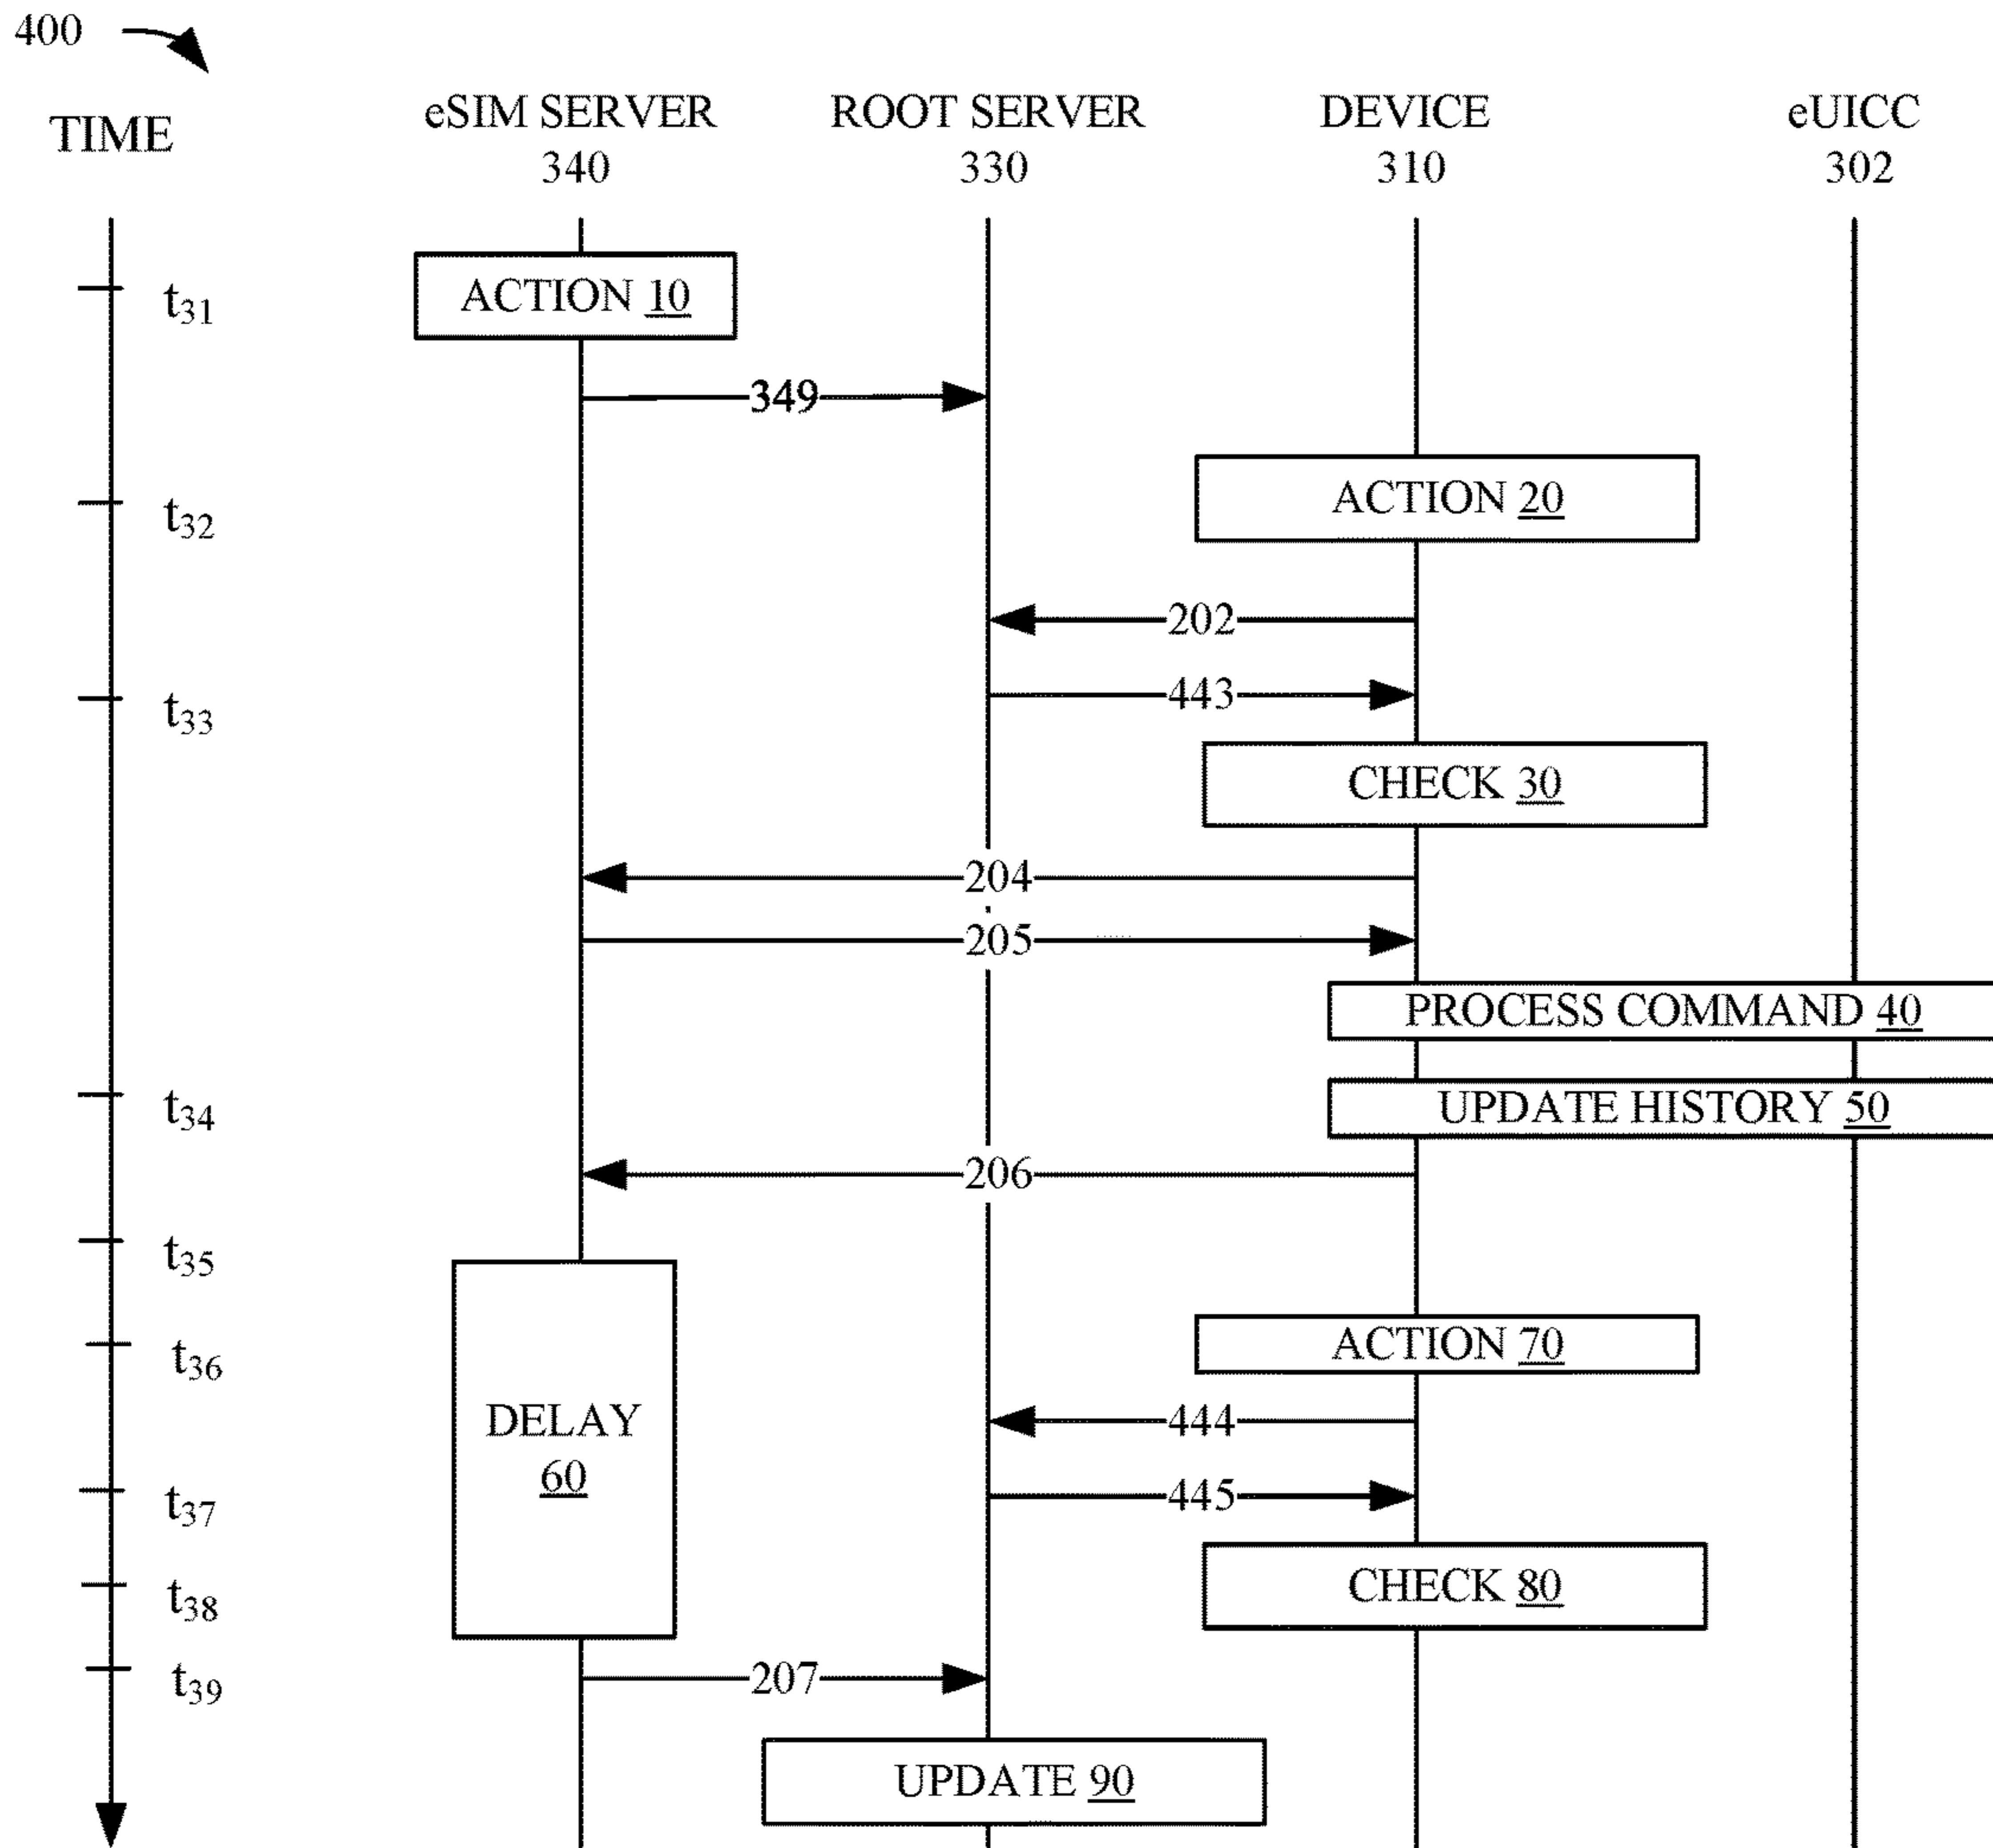 400
TIME
eSIM SERVER
340
ROOT SERVER
330
DEVICE
310
eUICC
302
ACTION 10
t31
349
ACTION 20
t32
202
443
t33
CHECK 30
204
205
PROCESS COMMAND 40
t34
UPDATE HISTORY 50
206
t35
ACTION 70
t36
DELAY
60
444
445
t37
CHECK 80
t38
207
t39
UPDATE 90